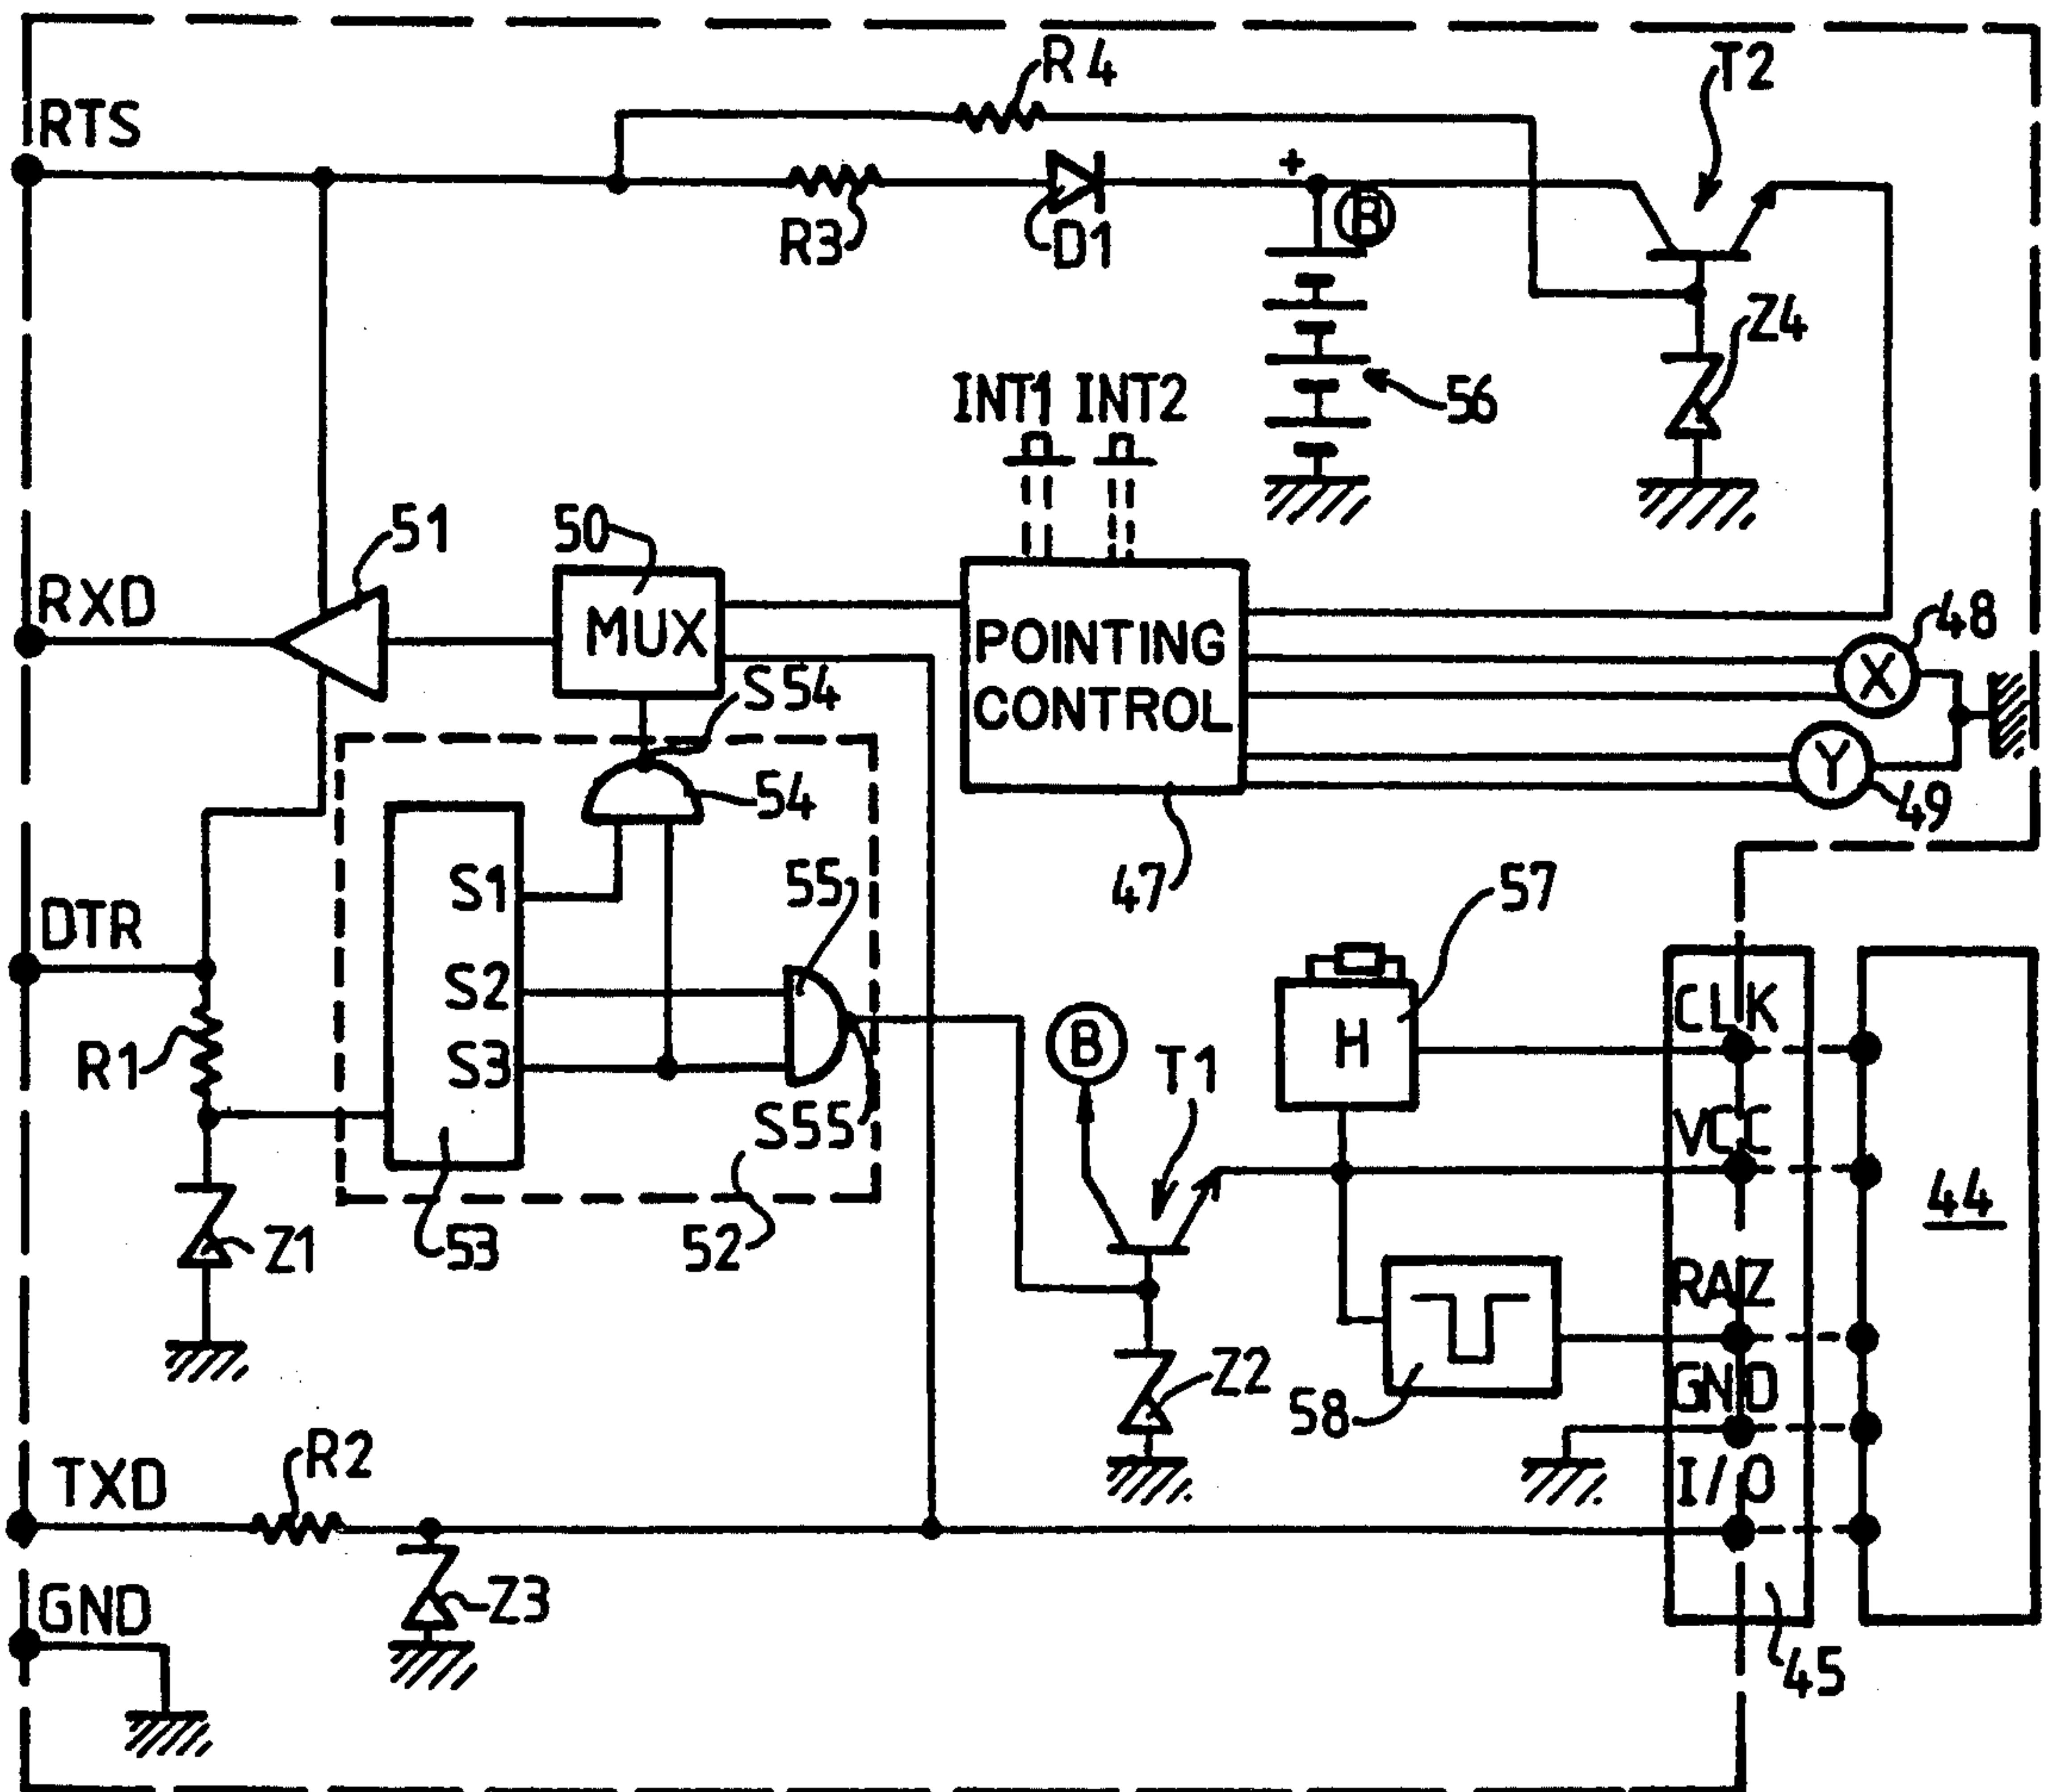 R4
T2
RTS
+
B
R3
D1
Z4
INT1 INT2
56
51
50
RXD
MUX
POINTING
CONTROL
48
X
S54
Y
54
49
47
S1
55
57
DTR
S2
CLK
B
T1
H
R1
S3
S55
VCC
44
Z1
53
52
RAZ
Z2
58
GND
R2
TXD
I/O
Z3
GND
45